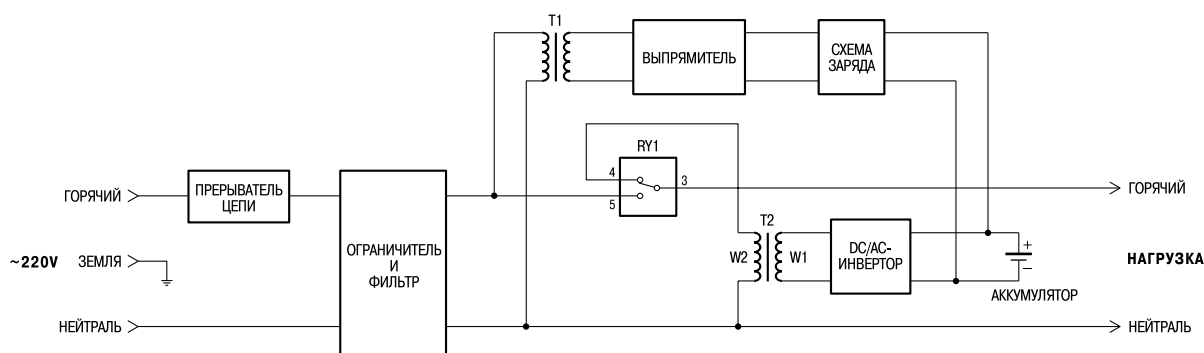 T1
ВЫПРЯМИТЕЛЬ
СХЕМА
ЗАРЯДА
RY1
4
3
5
ГОРЯЧИЙ
ПРЕРЫВАТЕЛЬ
ЦЕПИ
ГОРЯЧИЙ
ОГРАНИЧИТЕЛЬ
И
ФИЛЬТР
T2
W2
W1
DC/AC-
ИНВЕРТОР
+
–
АККУМУЛЯТОР
~220V
ЗЕМЛЯ
НАГРУЗКА
НЕЙТРАЛЬ
НЕЙТРАЛЬ